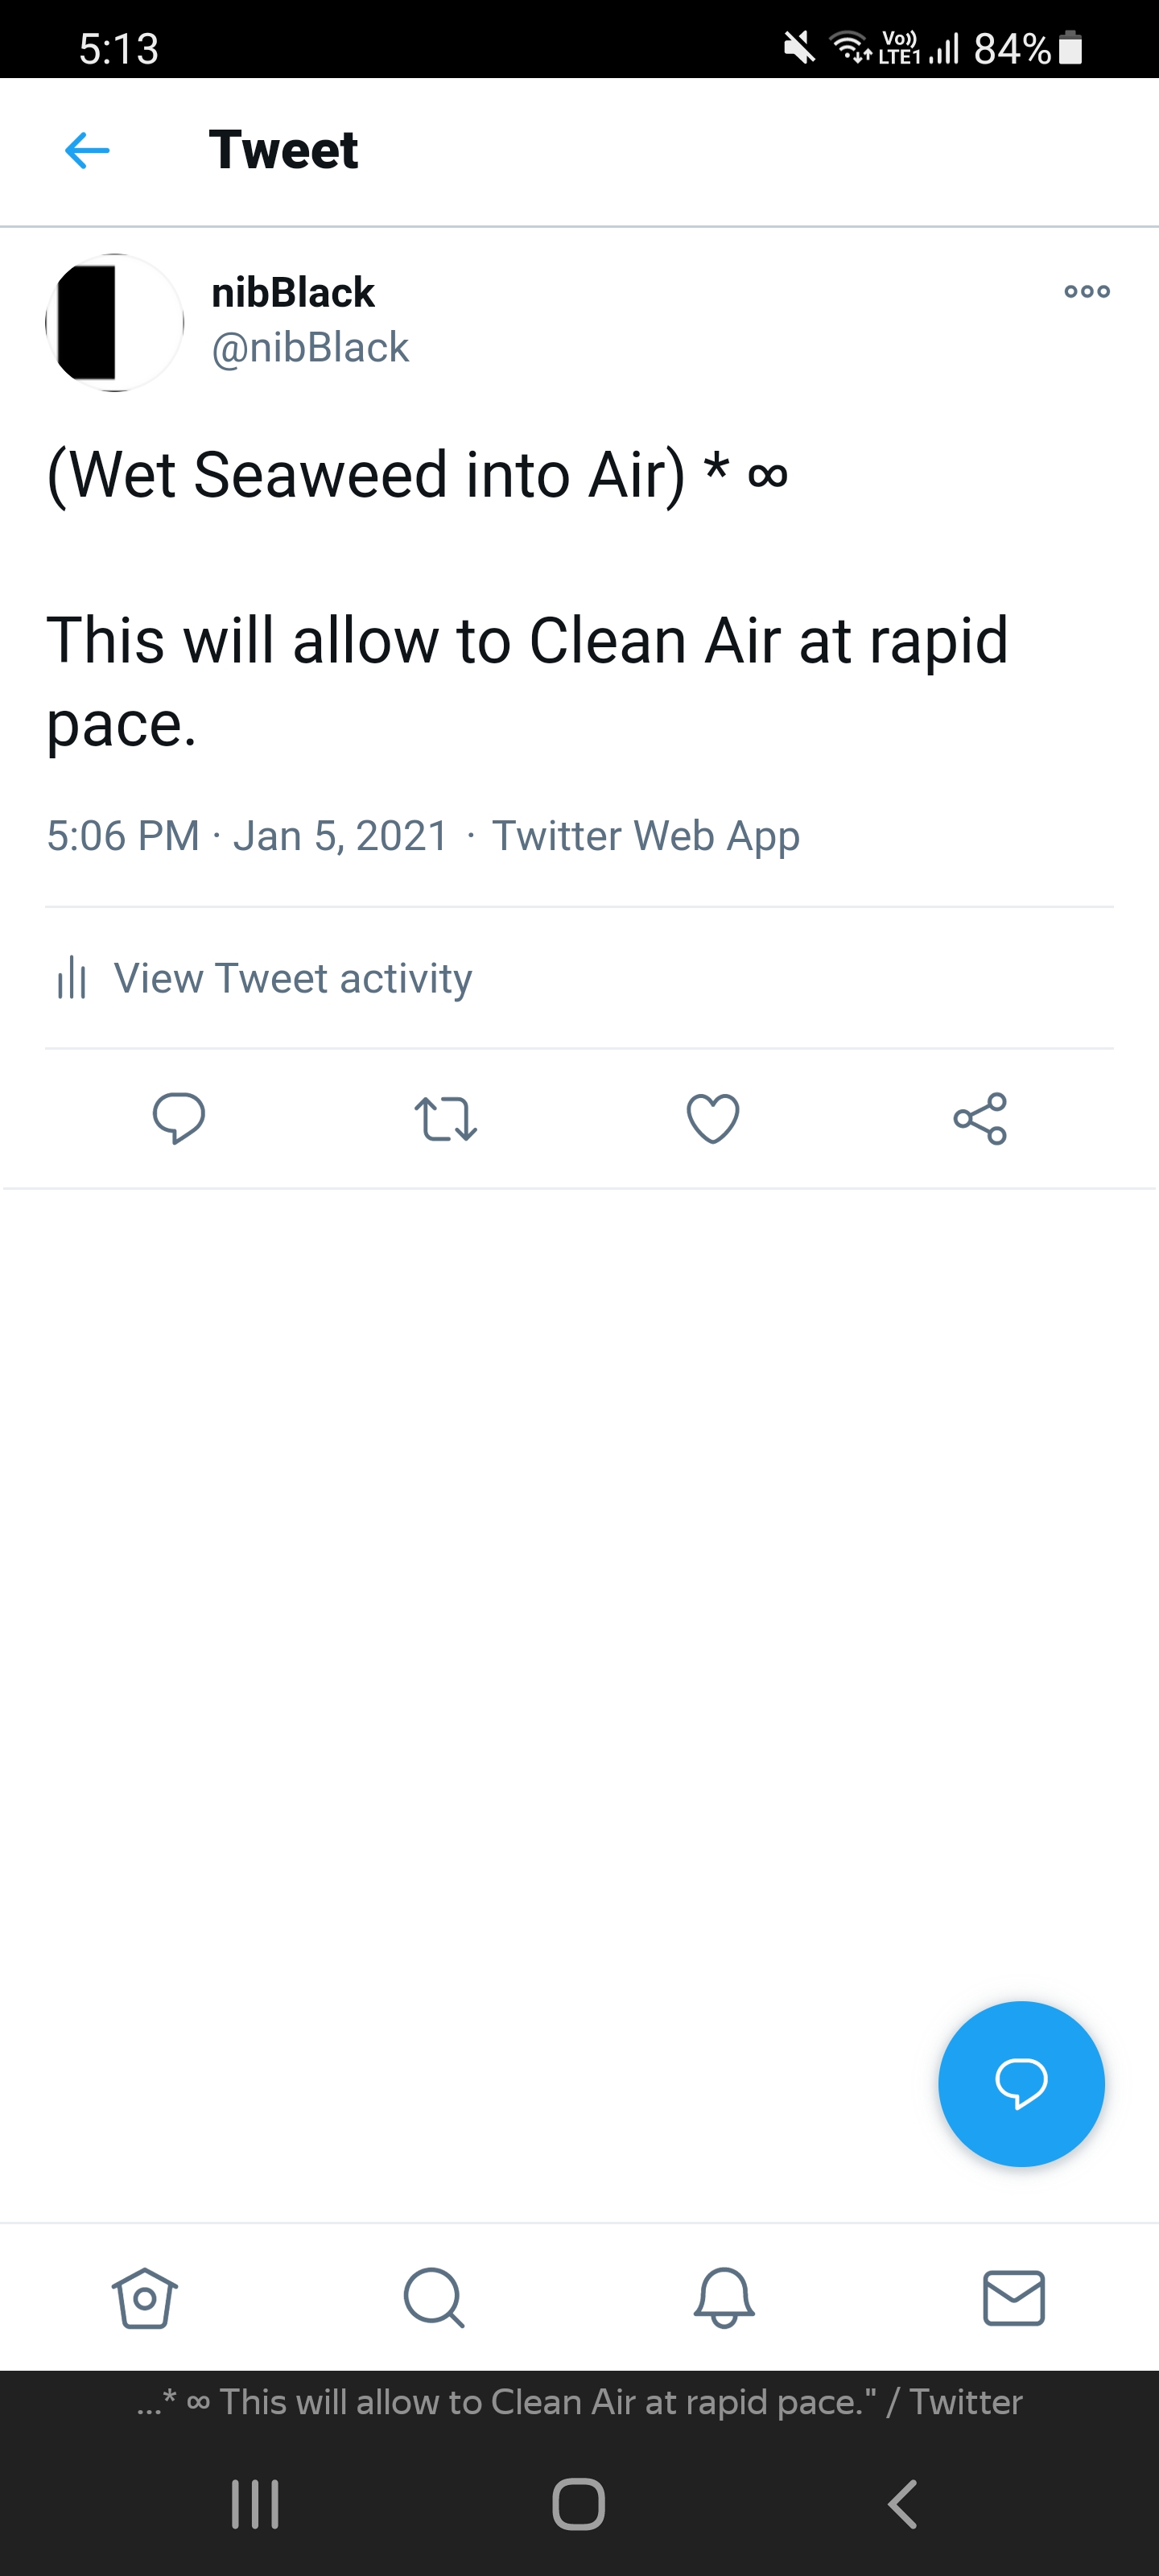 5:13 Vo)) LTE1 84%
Tweet
nibBlack
@nibBlack
(Wet Seaweed into Air) * ∞
This will allow to Clean Air at rapid
pace.
5:06 PM · Jan 5, 2021 · Twitter Web App
View Tweet activity
...* ∞ This will allow to Clean Air at rapid pace." / Twitter